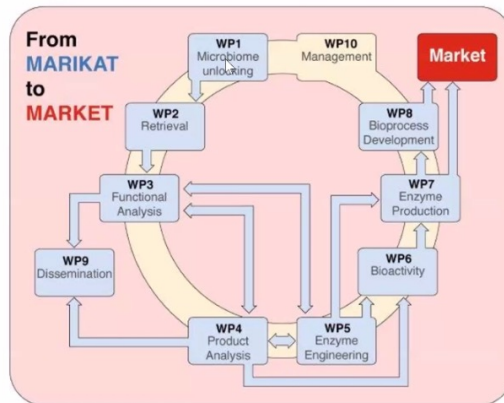 From
MARIKAT
to
MARKET
WP1
Microbiome
unlocking
WP10
Management
Market
WP2
Retrieval
WP8
Bioprocess
Development
WP3
Functional
Analysis
WP7
Enzyme
Production
WP9
Dissemination
WP6
Bioactivity
WP4
Product
Analysis
WP5
Enzyme
Engineering